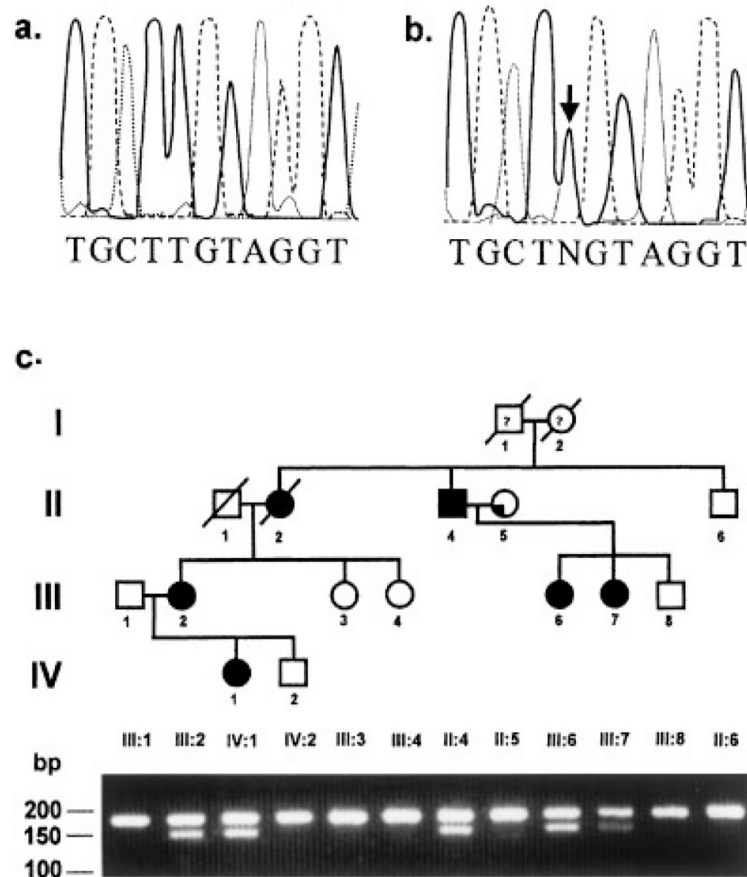 a.
b.
TGCTTGTAGGT
TGCTNGTAGGT
c.
I
? ?
1 2
II
1 2 4 5 6
III
1 2 3 4 6 7 8
IV
1 2
III:1 III:2 IV:1 IV:2 III:3 III:4 II:4 II:5 III:6 III:7 III:8 II:6
bp
200
150
100